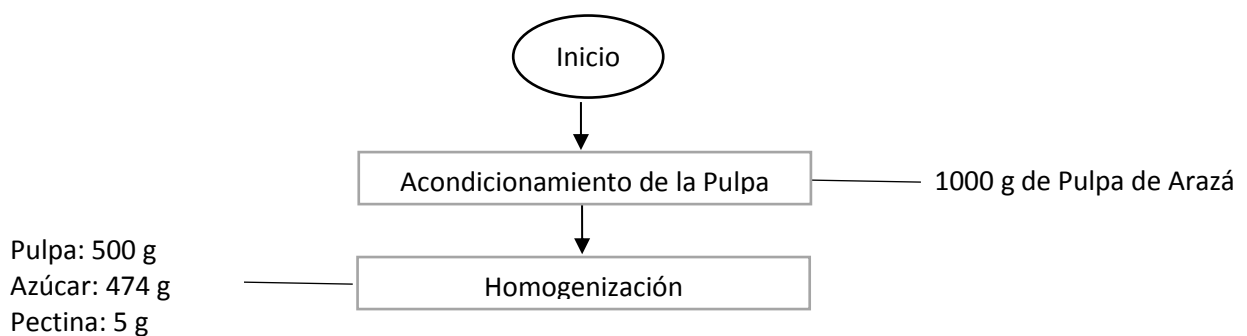 Inicio
Acondicionamiento de la Pulpa
1000 g de Pulpa de Arazá
Pulpa: 500 g
Azúcar: 474 g
Pectina: 5 g
Homogenización